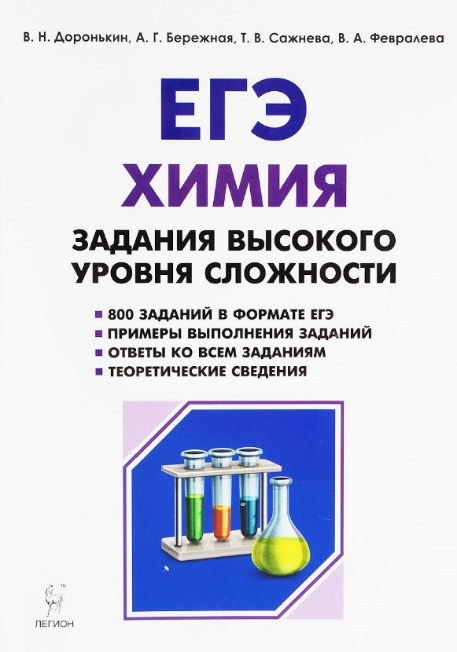 В. Н. Доронькин, А. Г. Бережная, Т. В. Сажнева, В. А. Февралева
ЕГЭ
ХИМИЯ
ЗАДАНИЯ ВЫСОКОГО
УРОВНЯ СЛОЖНОСТИ
800 ЗАДАНИЙ В ФОРМАТЕ ЕГЭ
ПРИМЕРЫ ВЫПОЛНЕНИЯ ЗАДАНИЙ
ОТВЕТЫ КО ВСЕМ ЗАДАНИЯМ
ТЕОРЕТИЧЕСКИЕ СВЕДЕНИЯ
ЛЕГИОН